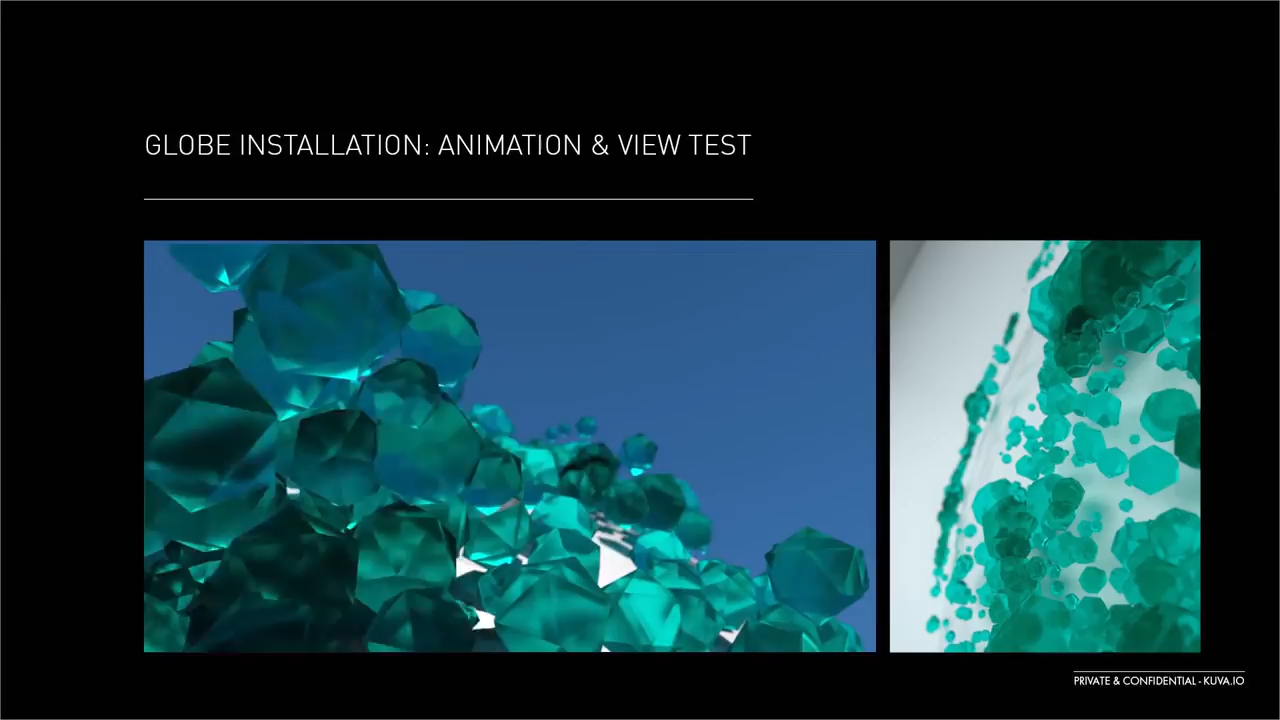 GLOBE INSTALLATION: ANIMATION & VIEW TEST
PRIVATE & CONFIDENTIAL - KUVA.IO